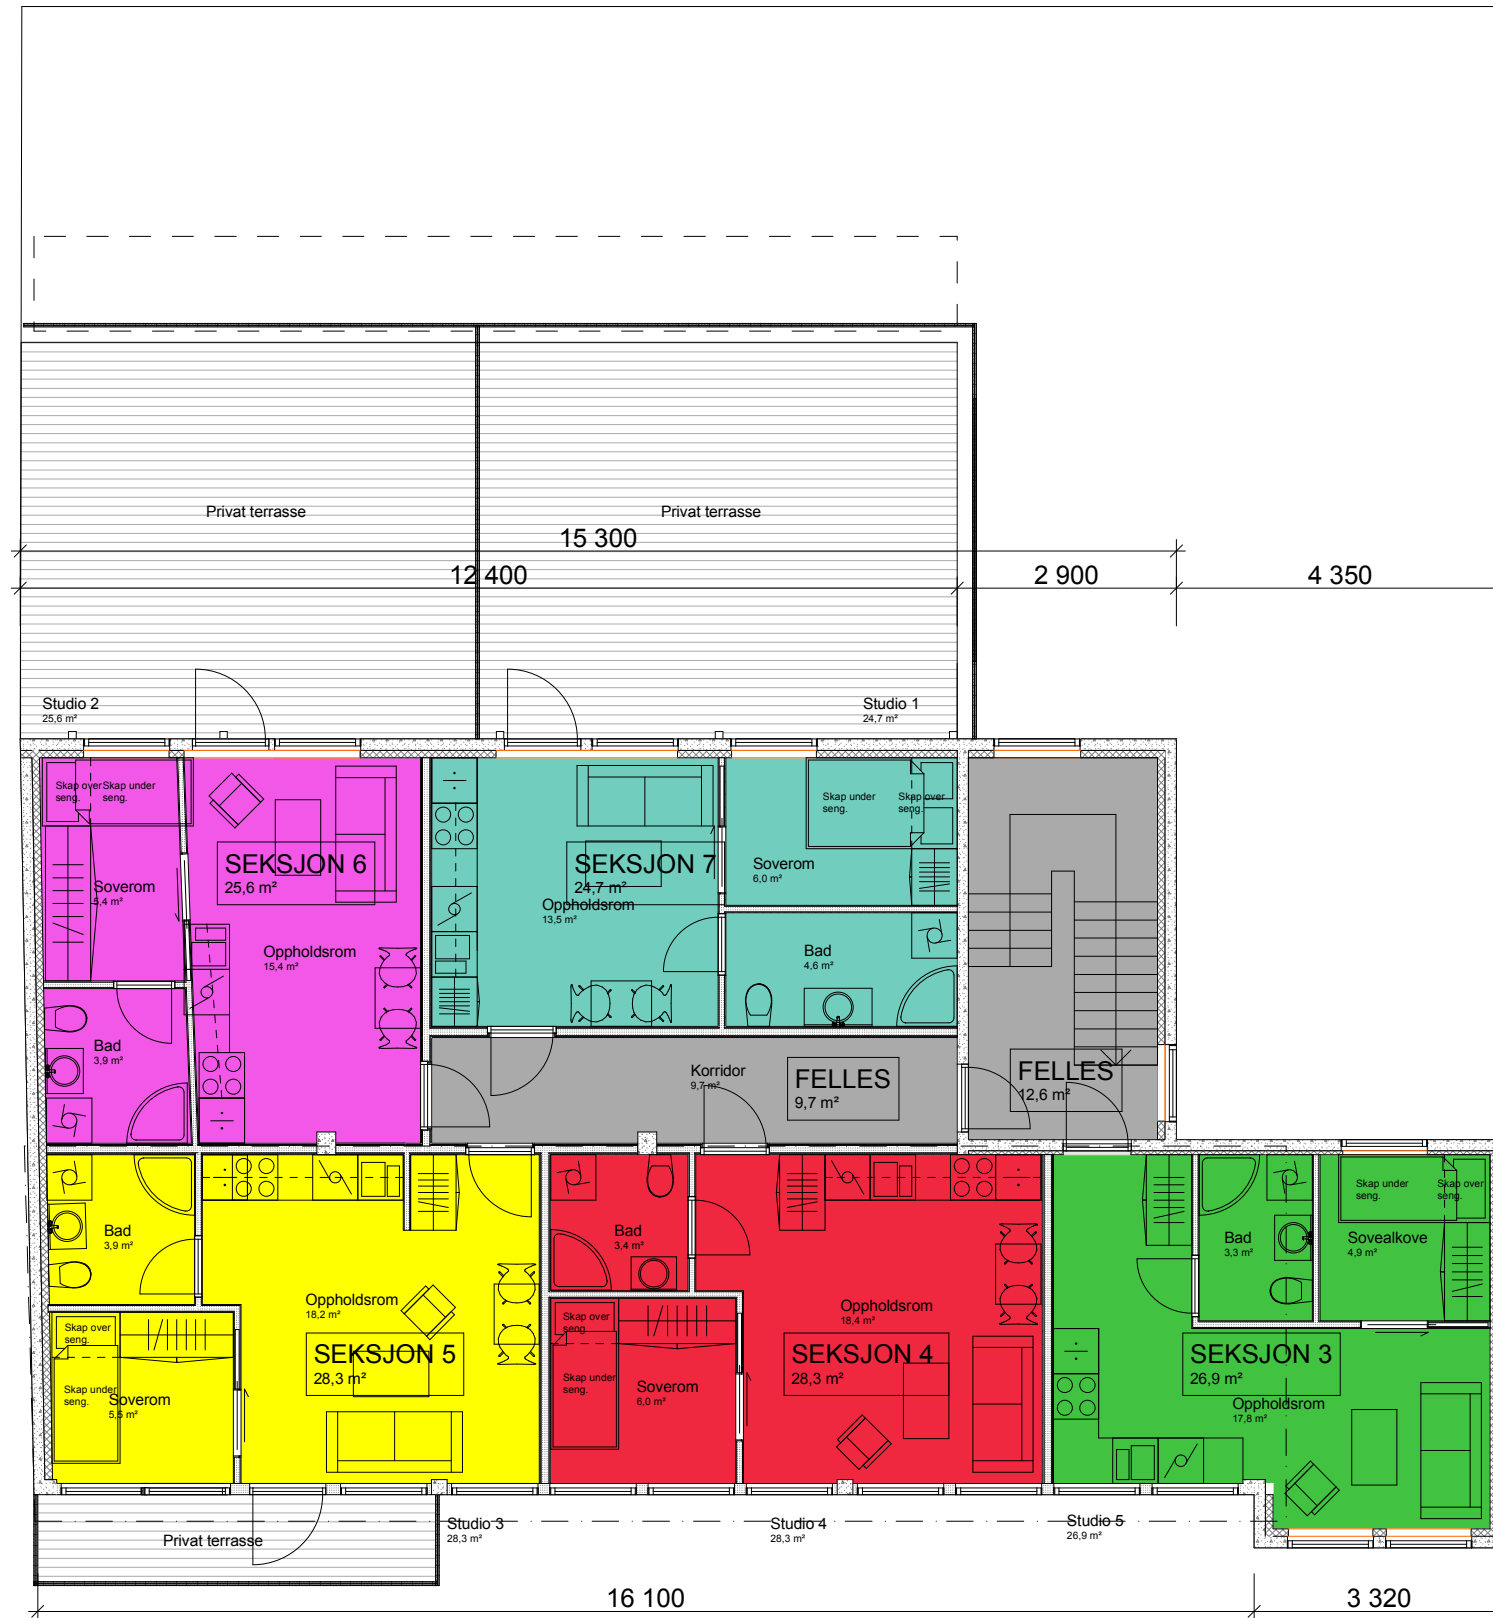 Privat terrasse
Privat terrasse
15 300
12 400
2 900
4 350
Studio 2
25,6 m²
Studio 1
24,7 m²
Skap over
seng.
Skap under
seng.
SEKSJON 6
25,6 m²
Soverom
5,4 m²
Oppholdsrom
15,4 m²
Bad
3,9 m²
SEKSJON 7
24,7 m²
Oppholdsrom
13,5 m²
Skap under
seng.
Skap over
seng.
Soverom
6,0 m²
Bad
4,6 m²
Korridor
9,7 m²
FELLES
9,7 m²
FELLES
12,6 m²
Bad
3,9 m²
Oppholdsrom
18,2 m²
SEKSJON 5
28,3 m²
Skap over
seng.
Skap under
seng.
Soverom
5,5 m²
Bad
3,4 m²
Oppholdsrom
18,4 m²
SEKSJON 4
28,3 m²
Skap over
seng.
Skap under
seng.
Soverom
6,0 m²
Bad
3,3 m²
Skap under
seng.
Skap over
seng.
Sovealkove
4,9 m²
SEKSJON 3
26,9 m²
Oppholdsrom
17,8 m²
Privat terrasse
Studio 3
28,3 m²
Studio 4
28,3 m²
Studio 5
26,9 m²
16 100
3 320